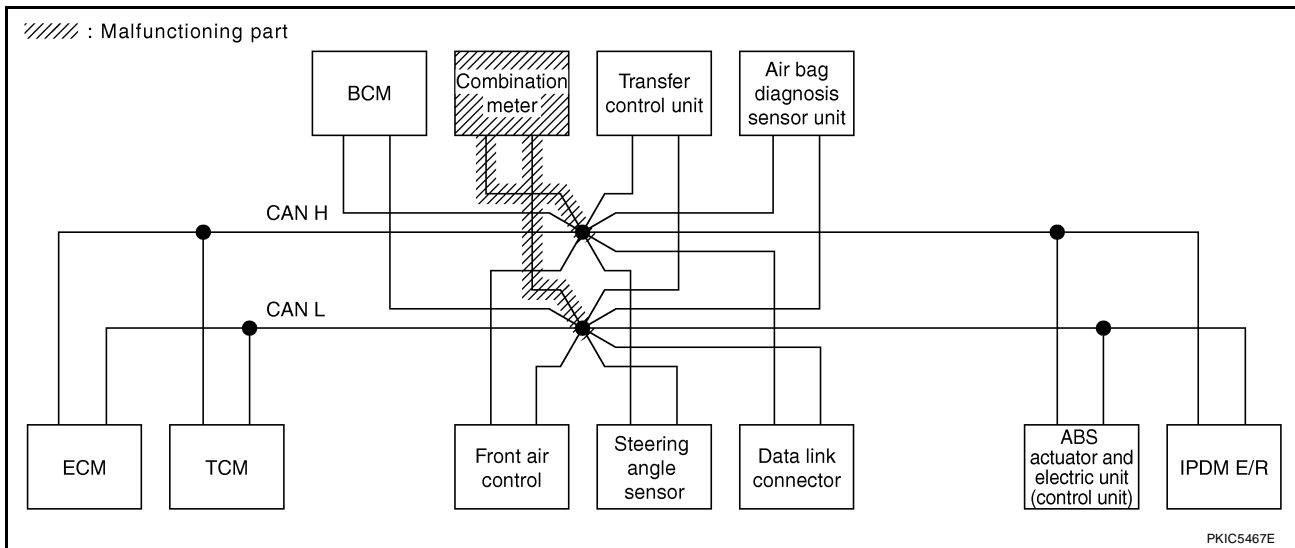 : Malfunctioning part
BCM
Combination
meter
Transfer
control unit
Air bag
diagnosis
sensor unit
CAN H
CAN L
ECM
TCM
Front air
control
Steering
angle
sensor
Data link
connector
ABS
actuator and
electric unit
(control unit)
IPDM E/R
PKIC5467E